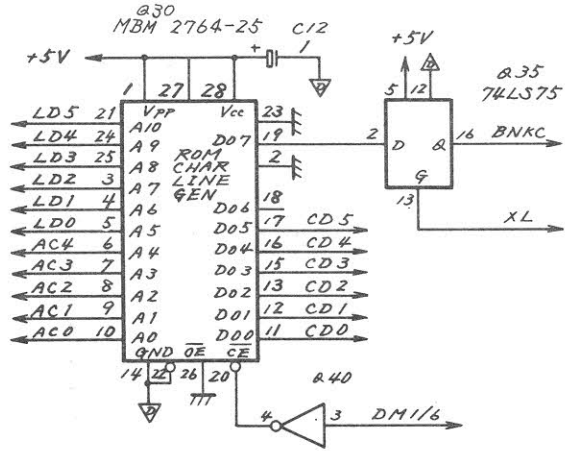 Q30
MBM 2764-25 C12
+ 1
+5V +5V
1 27 28 D 5 12 D Q35
74LS75
LD5 21 A10 VPP VCC 23
LD4 24 A9 DO7 19 2 D Q 16 BNKC
LD3 25 A8 ROM 2
LD2 3 A7 CHAR G
LINE 13
LD1 4 A6 GEN DO6 18 XL
LD0 5 A5 DO5 17 CD5
AC4 6 A4 DO4 16 CD4
AC3 7 A3 DO3 15 CD3
AC2 8 A2 DO2 13 CD2
AC1 9 A1 DO1 12 CD1
AC0 10 A0 DO0 11 CD0
GND OE CE
14 22 26 20 Q40
D 4 3 DM1/6